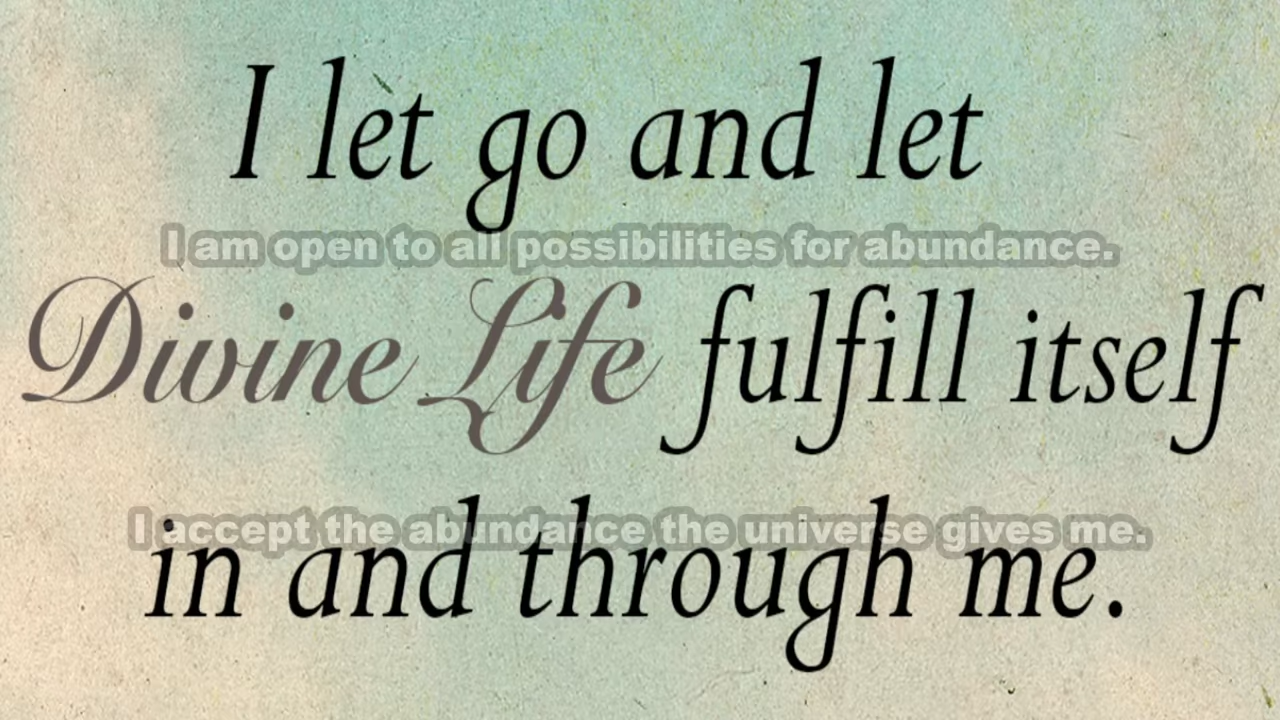 I let go and let
I am open to all possibilities for abundance.
Divine Life fulfill itself
I accept the abundance the universe gives me.
in and through me.